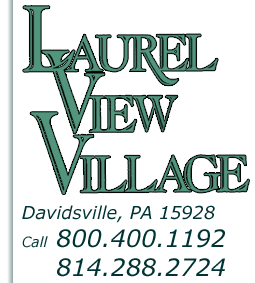 LAUREL
VIEW
VILLAGE
Davidsville, PA 15928
Call 800.400.1192
814.288.2724